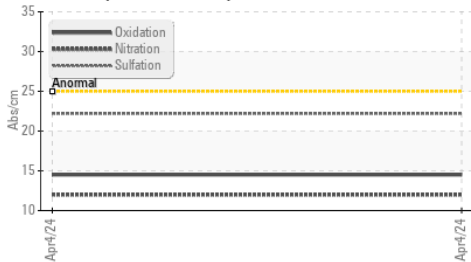 35
Oxidation
Nitration
Sulfation
30
Anormal
25
Abs/cm
20
15
10
Apr4/24
Apr4/24